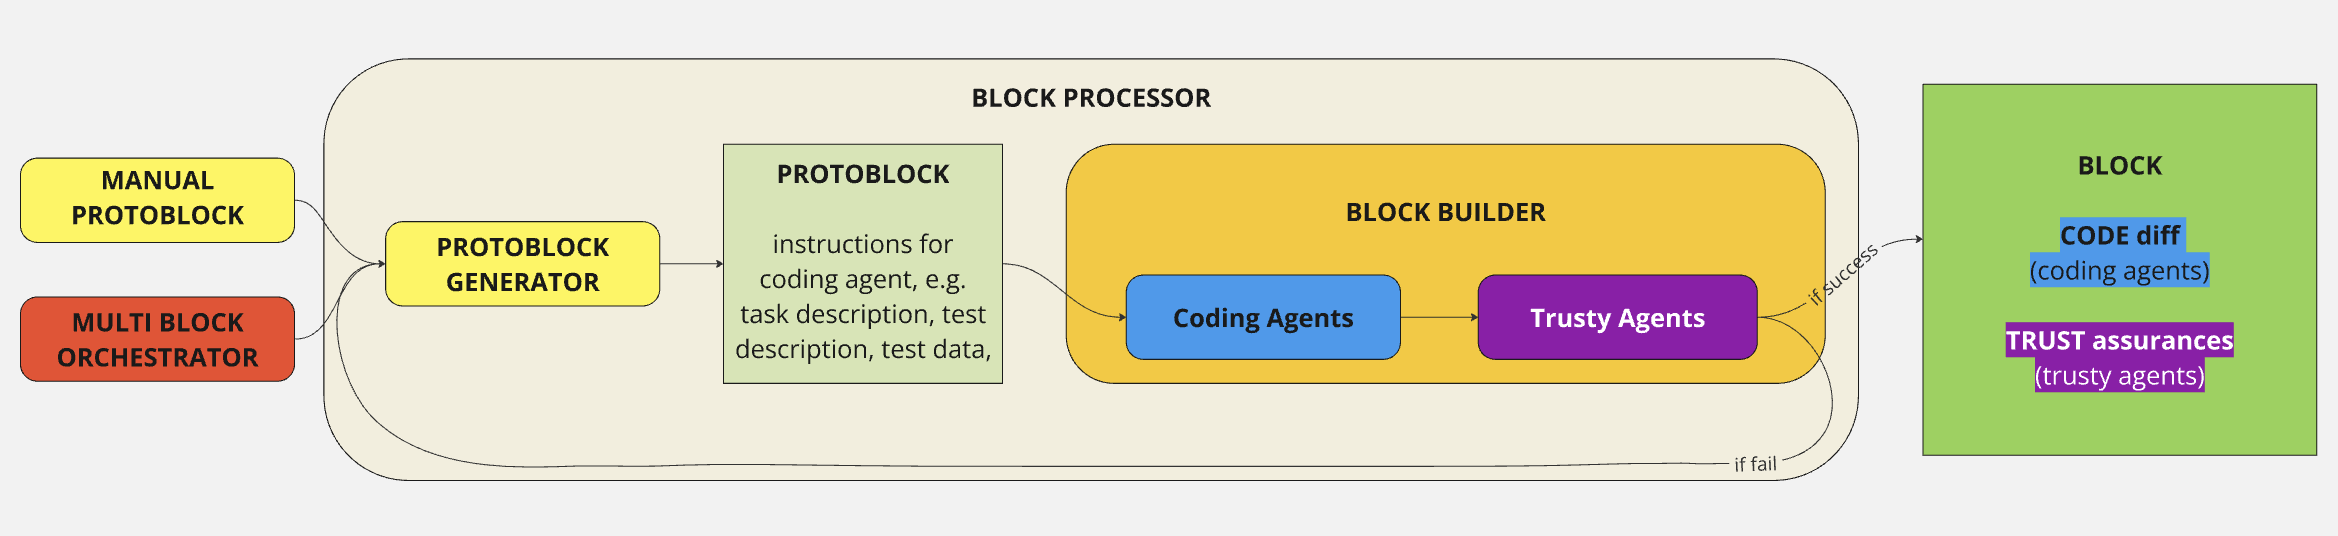 BLOCK PROCESSOR
MANUAL
PROTOBLOCK
MULTI BLOCK
ORCHESTRATOR
PROTOBLOCK
GENERATOR
PROTOBLOCK
instructions for
coding agent, e.g.
task description, test
description, test data,
BLOCK BUILDER
Coding Agents
Trusty Agents
if success
if fail
BLOCK
CODE diff
(coding agents)
TRUST assurances
(trusty agents)